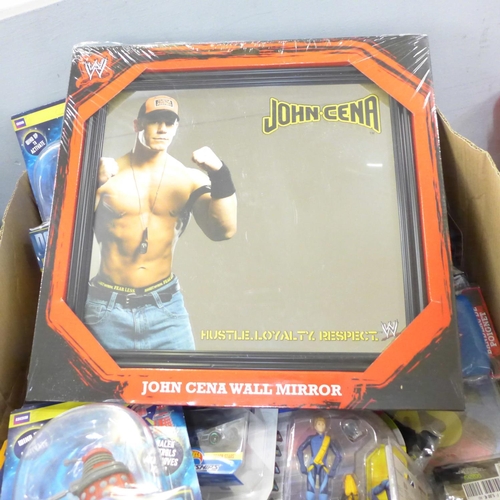 JOHN CENA
HUSTLE. LOYALTY. RESPECT.
JOHN CENA WALL MIRROR